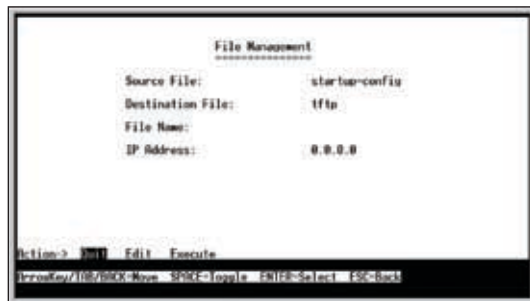 File Management
===============
Source File: startup-config
Destination File: tftp
File Name:
IP Address: 0.0.0.0
Action-> Quit Edit Execute
ArrowKey/TAB/BACK-Move SPACE-Toggle ENTER-Select ESC-Back